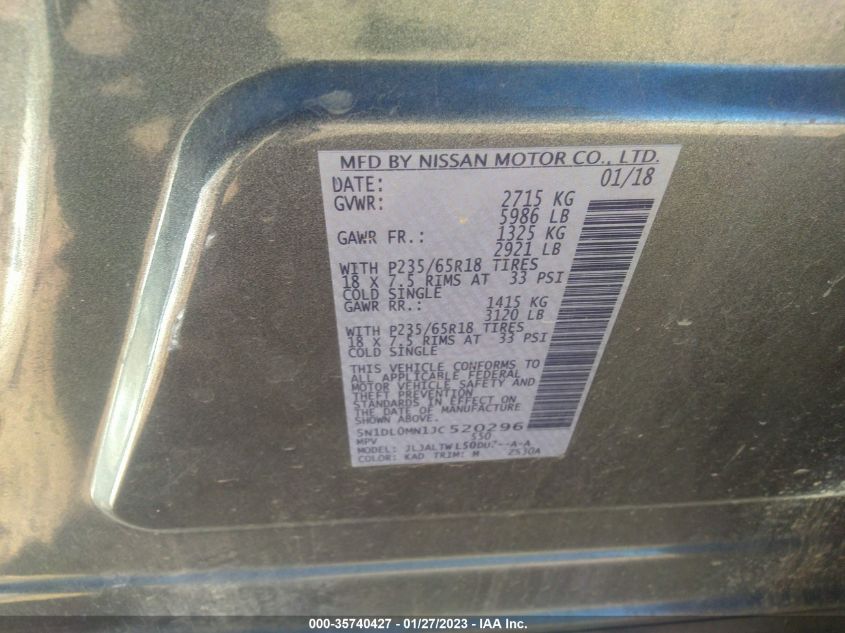 MFD BY NISSAN MOTOR CO., LTD.
DATE: 01/18
GVWR: 2715 KG
5986 LB
GAWR FR.: 1325 KG
2921 LB
WITH P235/65R18 TIRES
18 X 7.5 RIMS AT 33 PSI
COLD SINGLE
GAWR RR.: 1415 KG
3120 LB
WITH P235/65R18 TIRES
18 X 7.5 RIMS AT 33 PSI
COLD SINGLE
THIS VEHICLE CONFORMS TO
ALL APPLICABLE FEDERAL
MOTOR VEHICLE SAFETY AND
THEFT PREVENTION
STANDARDS IN EFFECT ON
THE DATE OF MANUFACTURE
SHOWN ABOVE.
5N1DL0MN1JC520296
MPV S50
MODEL:
COLOR: KAD TRIM: M 2530A
000-35740427 - 01/27/2023 - IAA Inc.